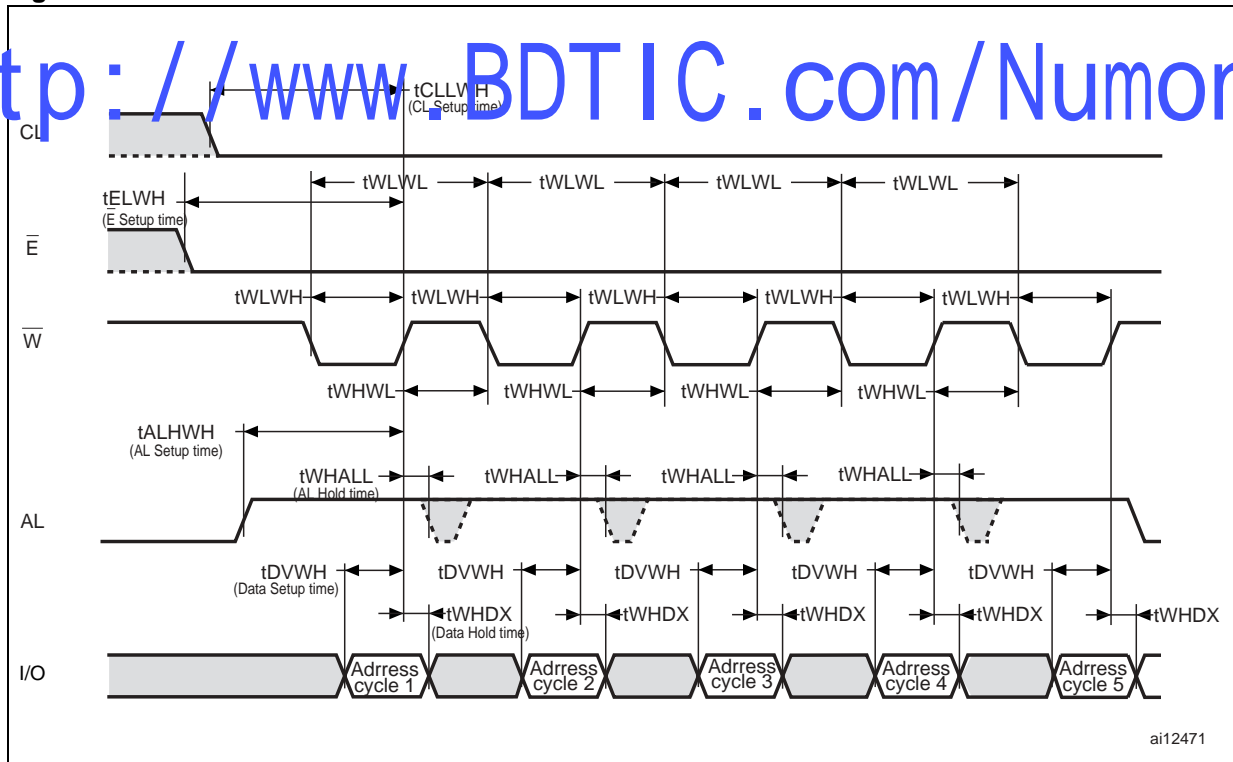 tp://www.BDTIC.com/Numon
tCLLWH
(CL Setup time)
CL
tWLWL tWLWL tWLWL tWLWL
tELWH
(E Setup time)
E
tWLWH tWLWH tWLWH tWLWH tWLWH
W
tWHWL tWHWL tWHWL tWHWL
tALHWH
(AL Setup time)
tWHALL tWHALL tWHALL tWHALL
(AL Hold time)
AL
tDVWH tDVWH tDVWH tDVWH tDVWH
(Data Setup time)
tWHDX tWHDX tWHDX tWHDX tWHDX
(Data Hold time)
I/O
Adrress Adrress Adrress Adrress Adrress
cycle 1 cycle 2 cycle 3 cycle 4 cycle 5
ai12471